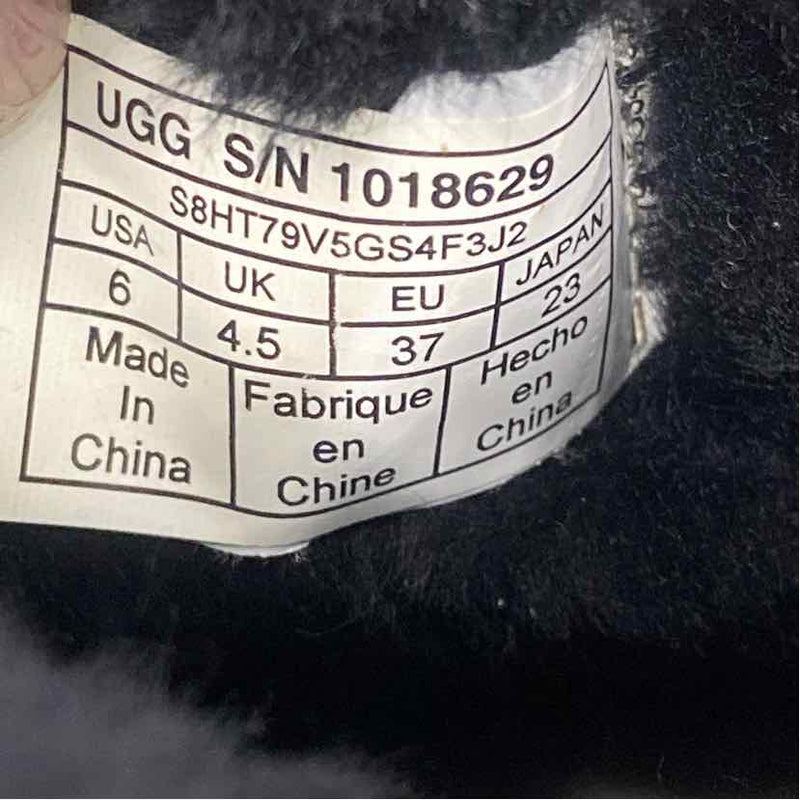 UGG S/N 1018629
S8HT79V5GS4F3J2
USA UK EU JAPAN
6 4.5 37 23
Made In China
Fabrique en Chine
Hecho en China